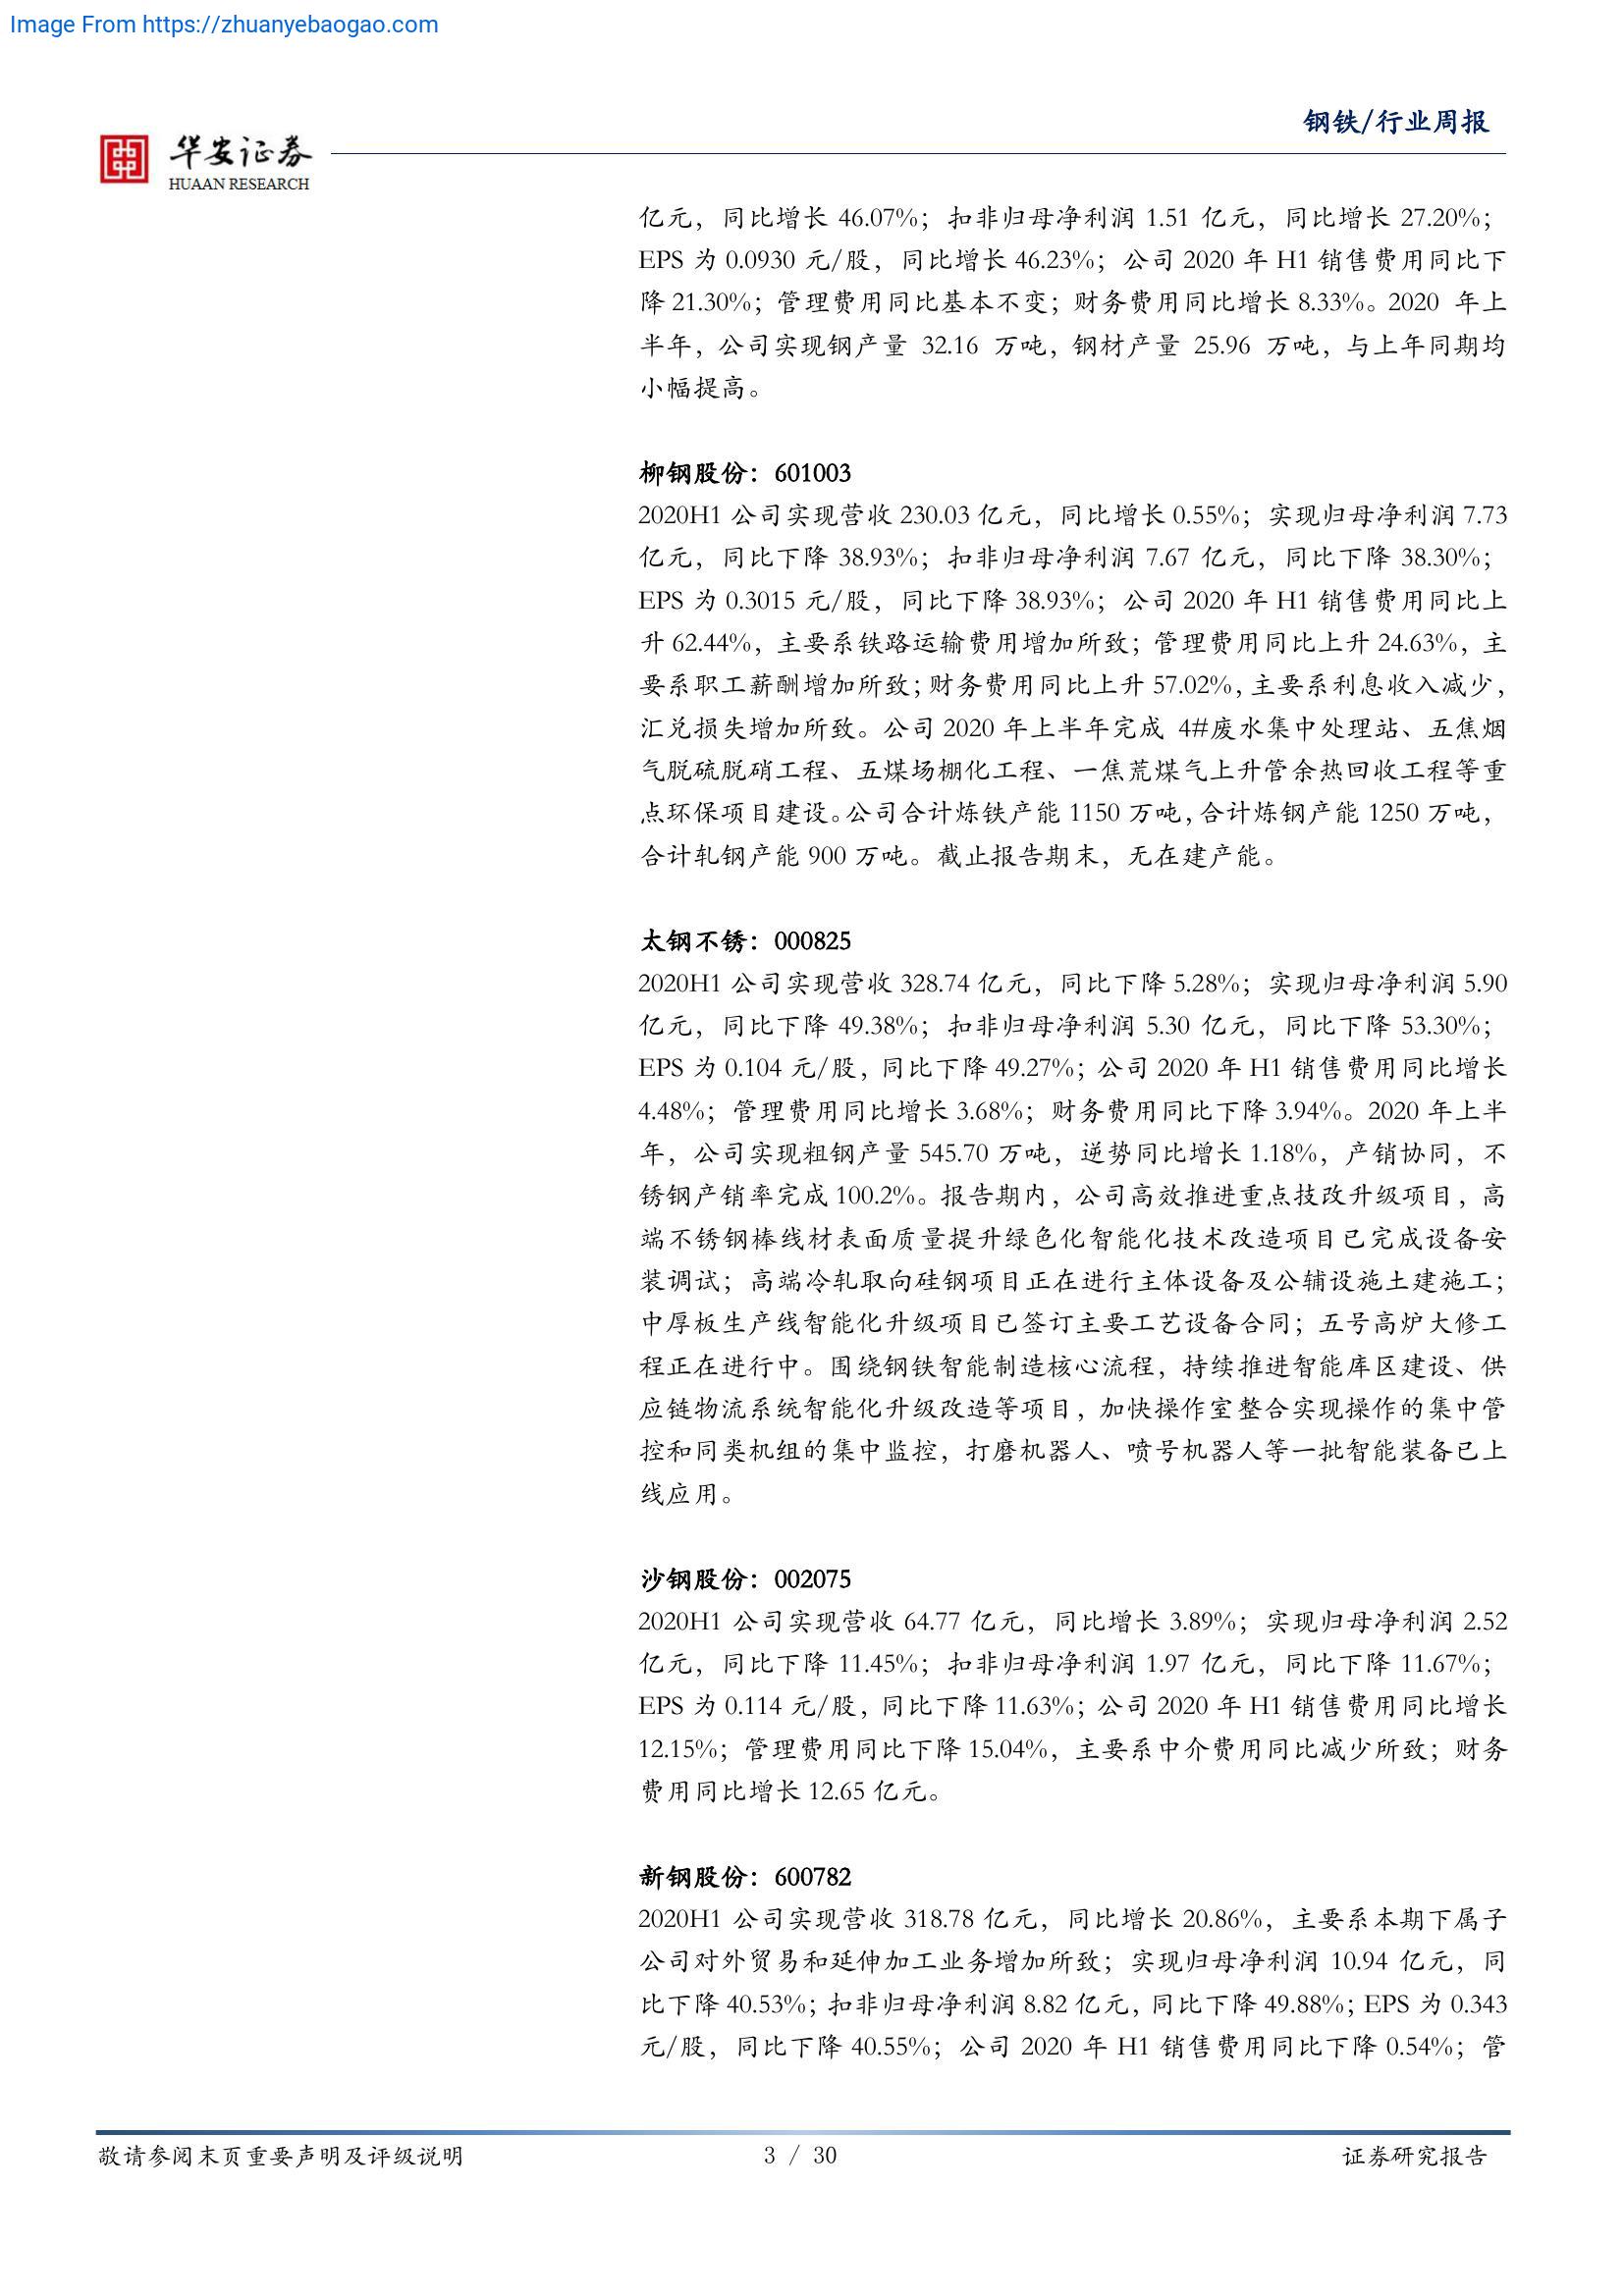 Image From https://zhuanyebaogao.com
钢铁/行业周报
华安证券
HUAAN RESEARCH
亿元，同比增长 46.07%；扣非归母净利润 1.51 亿元，同比增长 27.20%；
EPS 为 0.0930 元/股，同比增长 46.23%；公司 2020 年 H1 销售费用同比下
降 21.30%；管理费用同比基本不变；财务费用同比增长 8.33%。2020 年上
半年，公司实现钢产量 32.16 万吨，钢材产量 25.96 万吨，与上年同期均
小幅提高。
柳钢股份：601003
2020H1 公司实现营收 230.03 亿元，同比增长 0.55%；实现归母净利润 7.73
亿元，同比下降 38.93%；扣非归母净利润 7.67 亿元，同比下降 38.30%；
EPS 为 0.3015 元/股，同比下降 38.93%；公司 2020 年 H1 销售费用同比上
升 62.44%，主要系铁路运输费用增加所致；管理费用同比上升 24.63%，主
要系职工薪酬增加所致；财务费用同比上升 57.02%，主要系利息收入减少，
汇兑损失增加所致。公司 2020 年上半年完成 4#废水集中处理站、五焦烟
气脱硫脱硝工程、五煤场棚化工程、一焦荒煤气上升管余热回收工程等重
点环保项目建设。公司合计炼铁产能 1150 万吨，合计炼钢产能 1250 万吨，
合计轧钢产能 900 万吨。截止报告期末，无在建产能。
太钢不锈：000825
2020H1 公司实现营收 328.74 亿元，同比下降 5.28%；实现归母净利润 5.90
亿元，同比下降 49.38%；扣非归母净利润 5.30 亿元，同比下降 53.30%；
EPS 为 0.104 元/股，同比下降 49.27%；公司 2020 年 H1 销售费用同比增长
4.48%；管理费用同比增长 3.68%；财务费用同比下降 3.94%。2020 年上半
年，公司实现粗钢产量 545.70 万吨，逆势同比增长 1.18%，产销协同，不
锈钢产销率完成 100.2%。报告期内，公司高效推进重点技改升级项目，高
端不锈钢棒线材表面质量提升绿色化智能化技术改造项目已完成设备安
装调试；高端冷轧取向硅钢项目正在进行主体设备及公辅设施土建施工；
中厚板生产线智能化升级项目已签订主要工艺设备合同；五号高炉大修工
程正在进行中。围绕钢铁智能制造核心流程，持续推进智能库区建设、供
应链物流系统智能化升级改造等项目，加快操作室整合实现操作的集中管
控和同类机组的集中监控，打磨机器人、喷号机器人等一批智能装备已上
线应用。
沙钢股份：002075
2020H1 公司实现营收 64.77 亿元，同比增长 3.89%；实现归母净利润 2.52
亿元，同比下降 11.45%；扣非归母净利润 1.97 亿元，同比下降 11.67%；
EPS 为 0.114 元/股，同比下降 11.63%；公司 2020 年 H1 销售费用同比增长
12.15%；管理费用同比下降 15.04%，主要系中介费用同比减少所致；财务
费用同比增长 12.65 亿元。
新钢股份：600782
2020H1 公司实现营收 318.78 亿元，同比增长 20.86%，主要系本期下属子
公司对外贸易和延伸加工业务增加所致；实现归母净利润 10.94 亿元，同
比下降 40.53%；扣非归母净利润 8.82 亿元，同比下降 49.88%；EPS 为 0.343
元/股，同比下降 40.55%；公司 2020 年 H1 销售费用同比下降 0.54%；管
敬请参阅末页重要声明及评级说明
3 / 30
证券研究报告